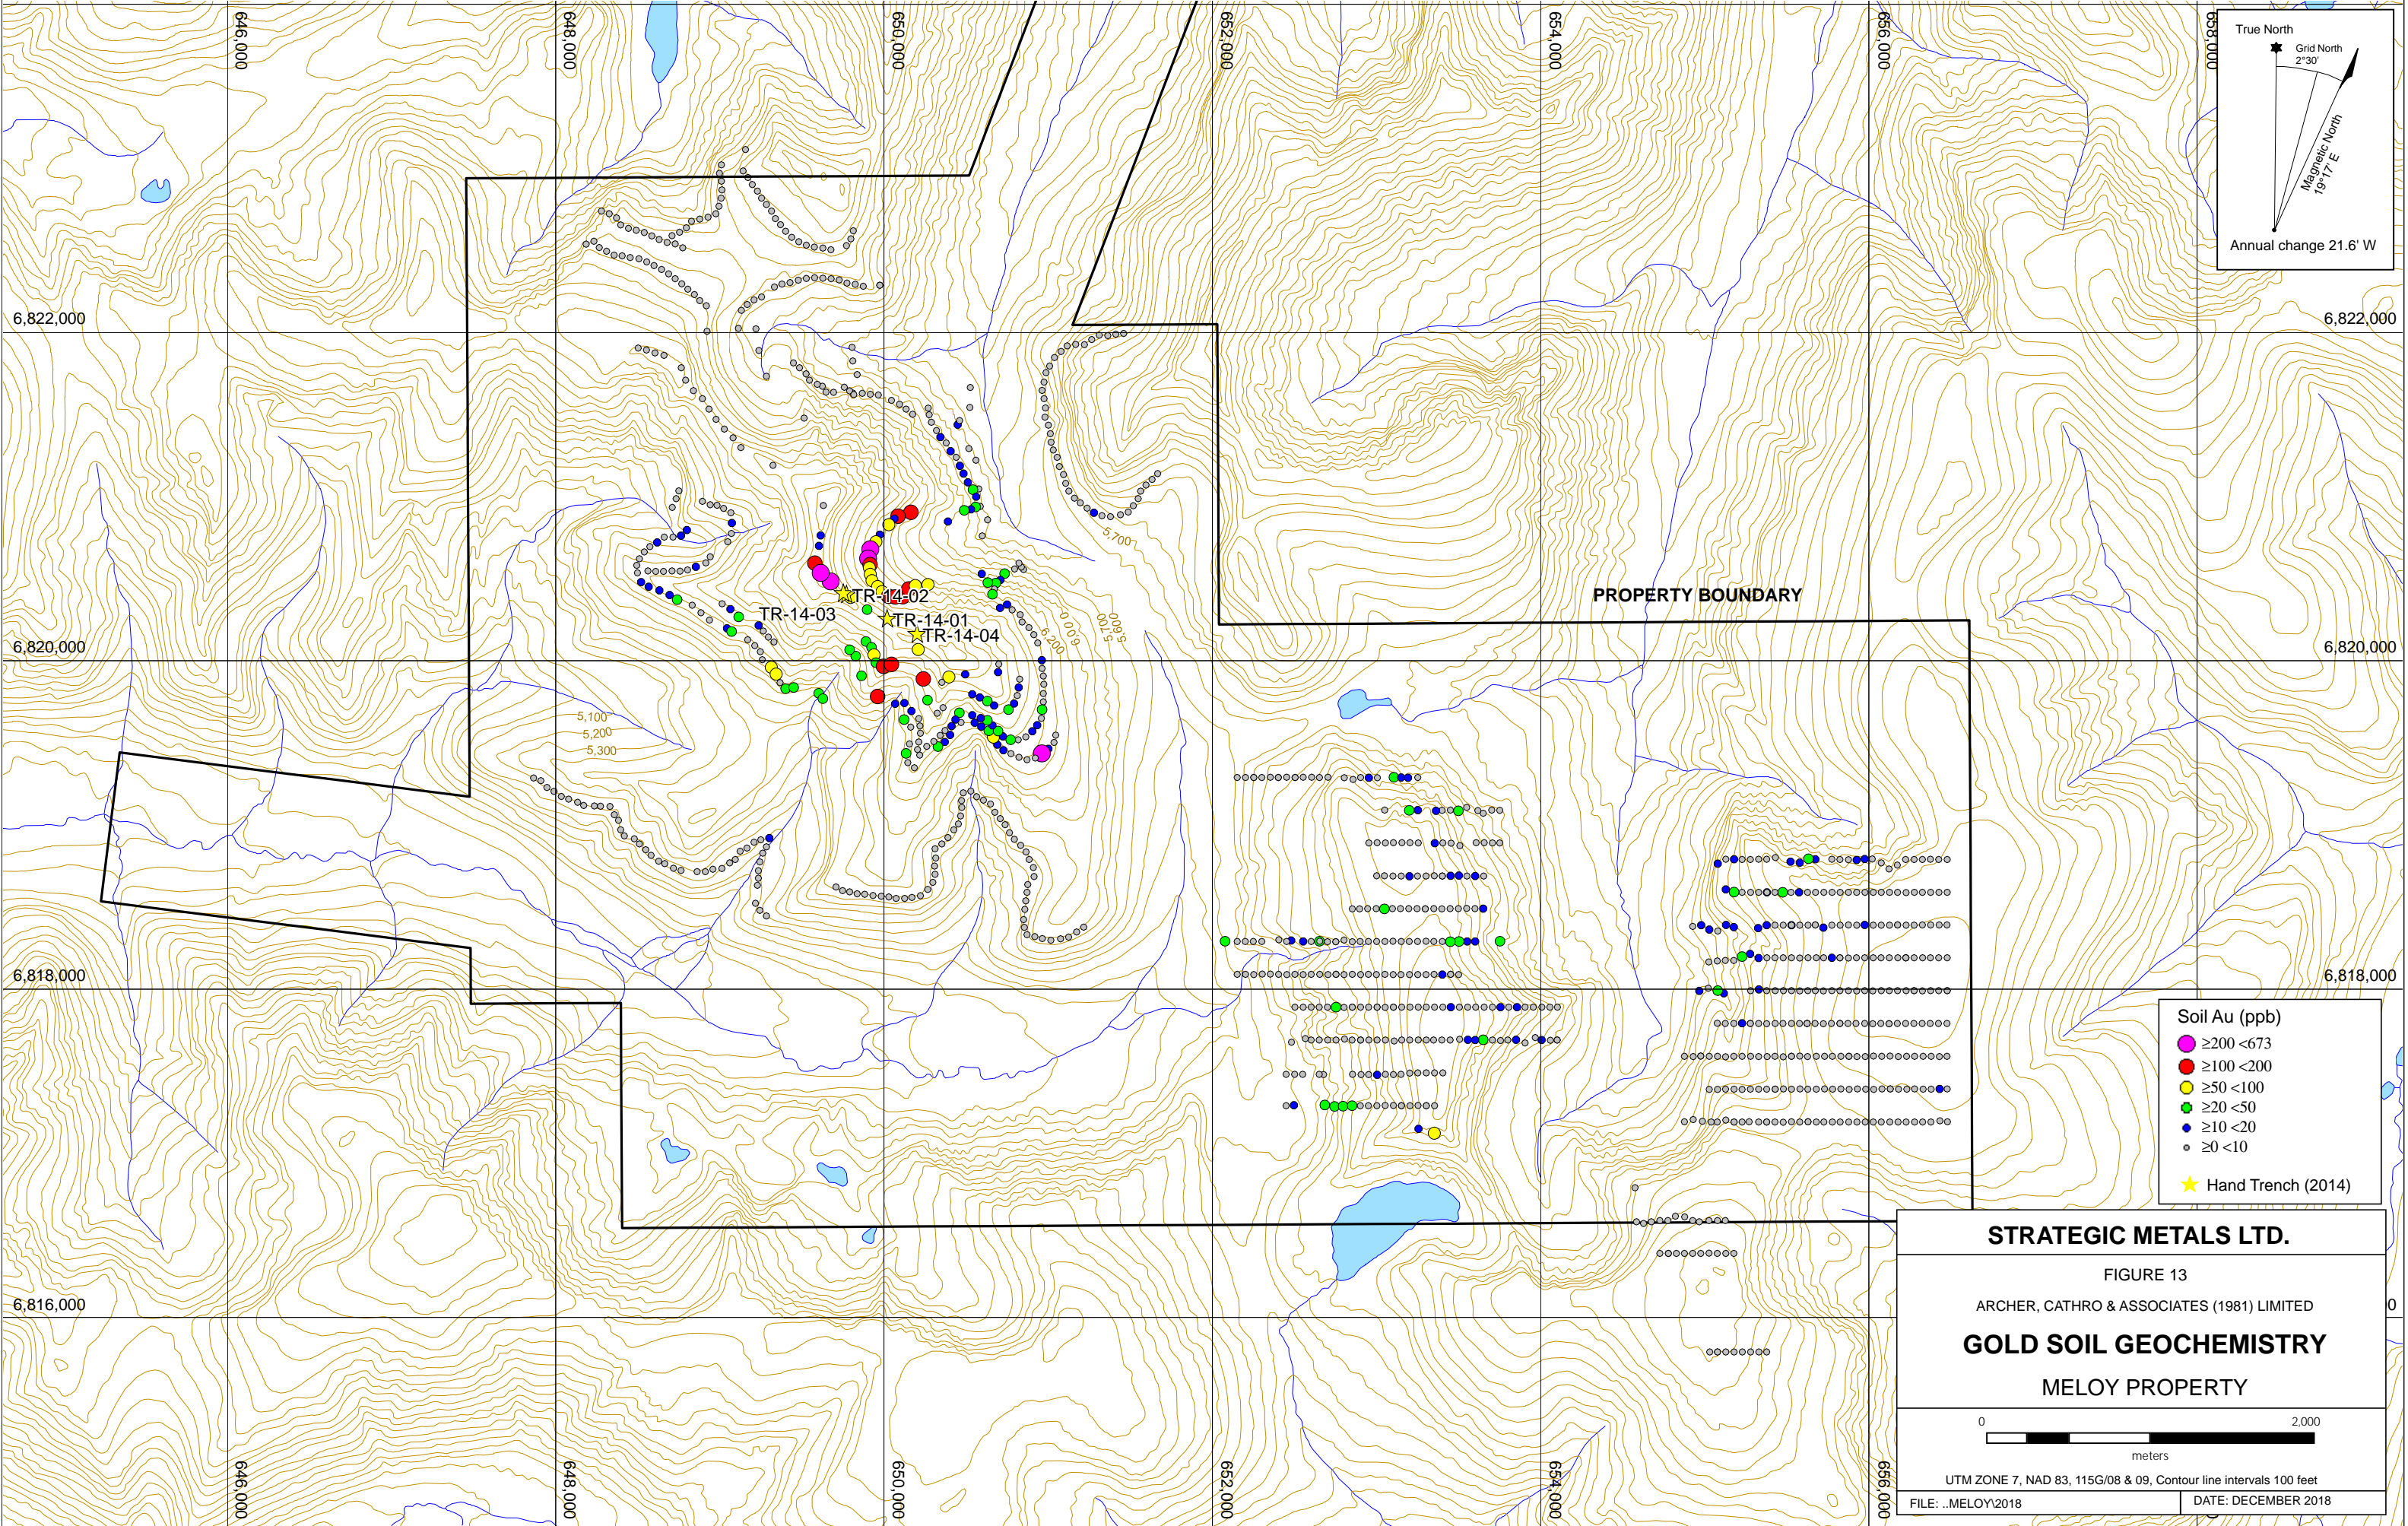 646,000
648,000
650,000
652,000
654,000
656,000
658,000
True North
Grid North
2°30'
Magnetic North
19°17' E
Annual change 21.6' W
6,822,000
6,822,000
5,700
PROPERTY BOUNDARY
TR-14-02
TR-14-03
TR-14-01
TR-14-04
6,200
6,000
5,700
5,600
6,820,000
6,820,000
5,100
5,200
5,300
6,818,000
6,818,000
Soil Au (ppb)
≥200 <673
≥100 <200
≥50 <100
≥20 <50
≥10 <20
≥0 <10
Hand Trench (2014)
STRATEGIC METALS LTD.
FIGURE 13
6,816,000
ARCHER, CATHRO & ASSOCIATES (1981) LIMITED
GOLD SOIL GEOCHEMISTRY
MELOY PROPERTY
0 2,000
meters
UTM ZONE 7, NAD 83, 115G/08 & 09, Contour line intervals 100 feet
FILE: ..MELOY\2018
DATE: DECEMBER 2018
646,000
648,000
650,000
652,000
654,000
656,000